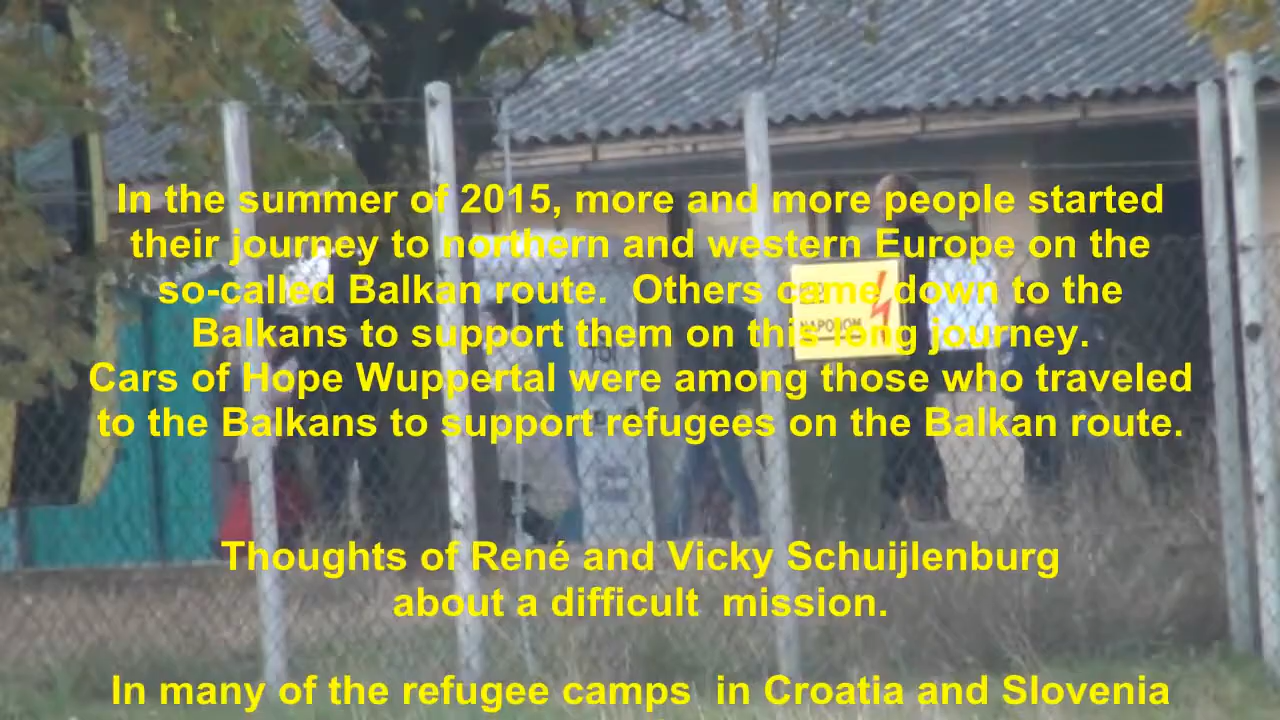 In the summer of 2015, more and more people started
their journey to northern and western Europe on the
so-called Balkan route. Others came down to the
Balkans to support them on this long journey.
Cars of Hope Wuppertal were among those who traveled
to the Balkans to support refugees on the Balkan route.
Thoughts of René and Vicky Schuijlenburg
about a difficult mission.
In many of the refugee camps in Croatia and Slovenia
NAPONOM